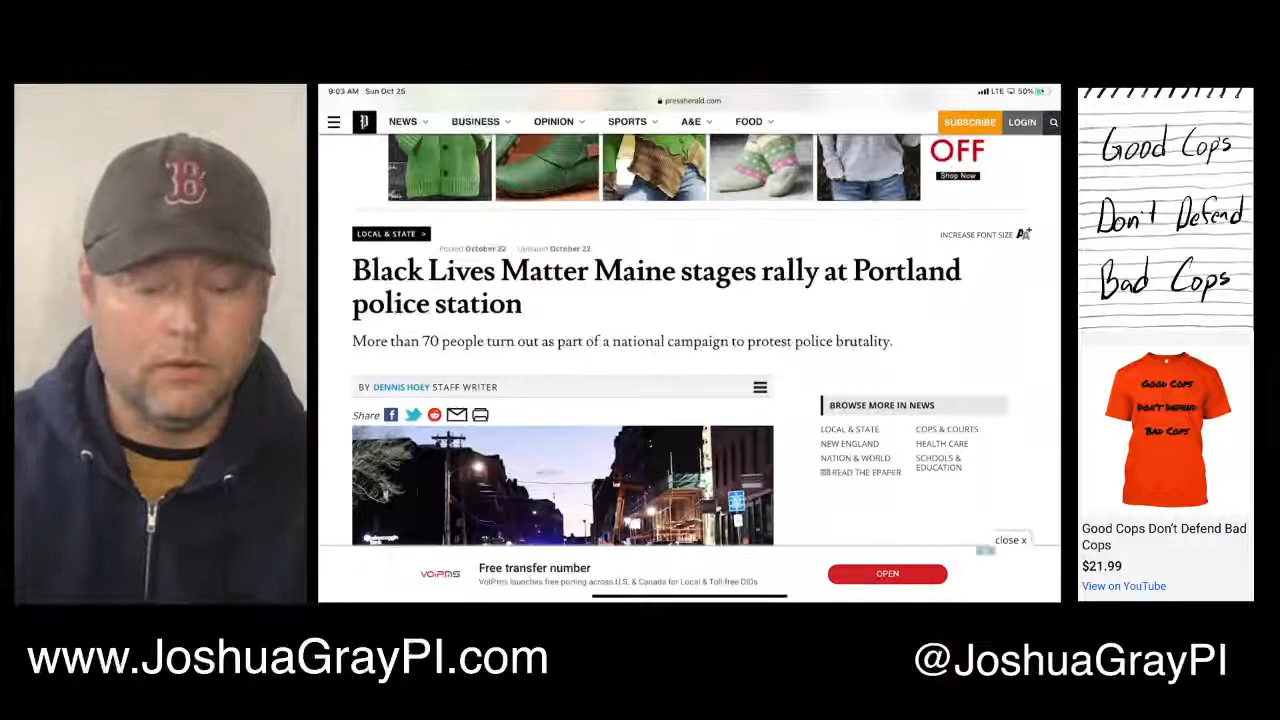 9:03 AM Sun Oct 25
pressherald.com
LTE 50%
NEWS BUSINESS OPINION SPORTS A&E FOOD SUBSCRIBE LOGIN
OFF
Shop Now
LOCAL & STATE >
Posted October 22 Updated October 22
INCREASE FONT SIZE
Black Lives Matter Maine stages rally at Portland
police station
More than 70 people turn out as part of a national campaign to protest police brutality.
BY DENNIS HOEY STAFF WRITER
Share
BROWSE MORE IN NEWS
LOCAL & STATE COPS & COURTS
NEW ENGLAND HEALTH CARE
NATION & WORLD SCHOOLS &
EDUCATION
READ THE EPAPER
close x
voip.ms
Free transfer number
VoIP.ms launches free porting across U.S. & Canada for Local & Toll-free DIDs
OPEN
Good Cops
Don't Defend
Bad Cops
GOOD COPS
DON'T DEFEND
BAD COPS
Good Cops Don't Defend Bad
Cops
$21.99
View on YouTube
www.JoshuaGrayPI.com
@JoshuaGrayPI